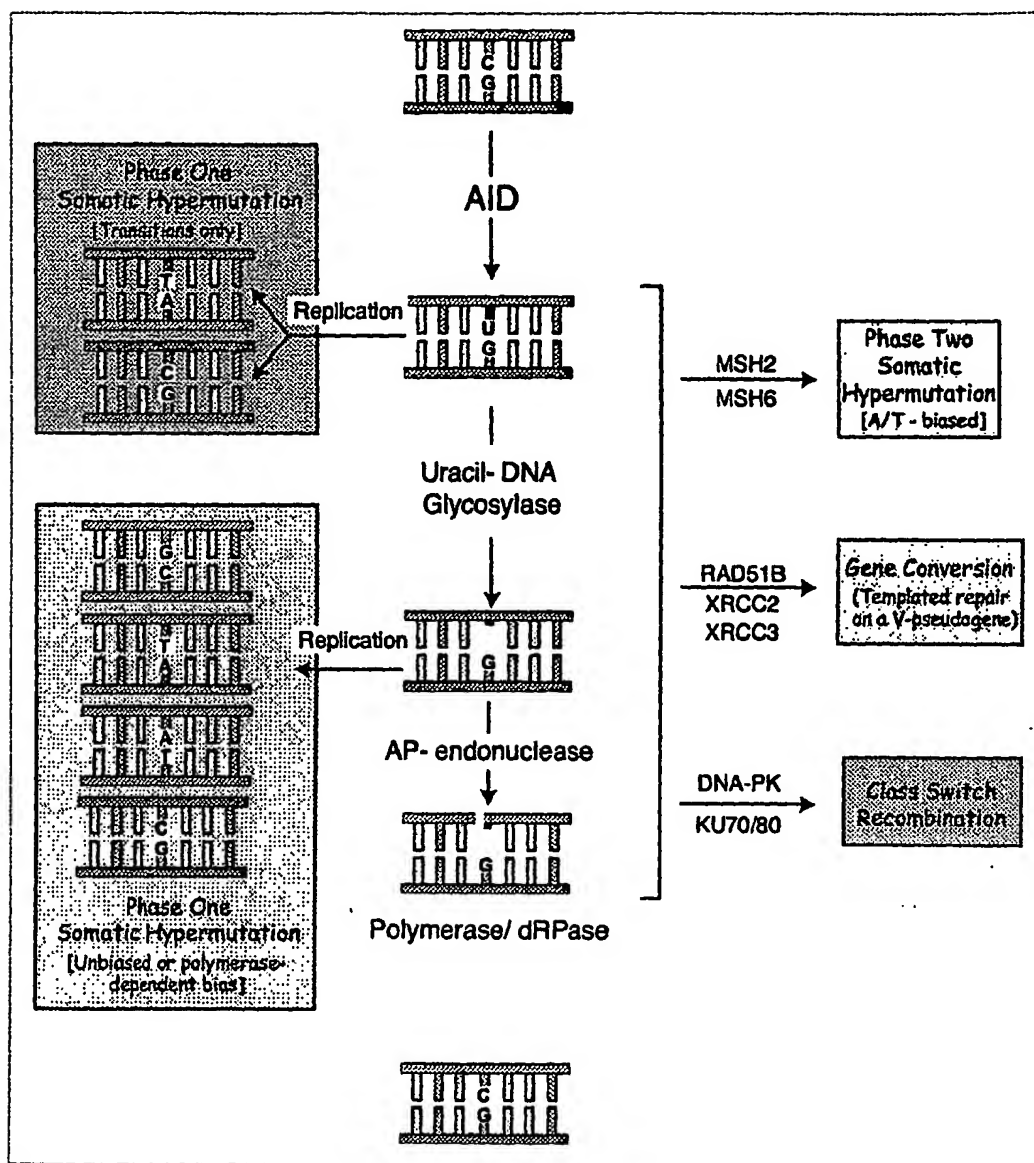 C
G
AID
Phase One
Somatic Hypermutation
[Transitions only]
T
A
C
G
Replication
U
G
Uracil- DNA
Glycosylase
G
C
T
A
A
T
C
G
Phase One
Somatic Hypermutation
[Unbiased or polymerase-
dependent bias]
Replication
G
AP- endonuclease
G
Polymerase/ dRPase
C
G
MSH2
MSH6
Phase Two
Somatic
Hypermutation
[A/T - biased]
RAD51B
XRCC2
XRCC3
Gene Conversion
(Templated repair
on a V-pseudogene)
DNA-PK
KU70/80
Class Switch
Recombination